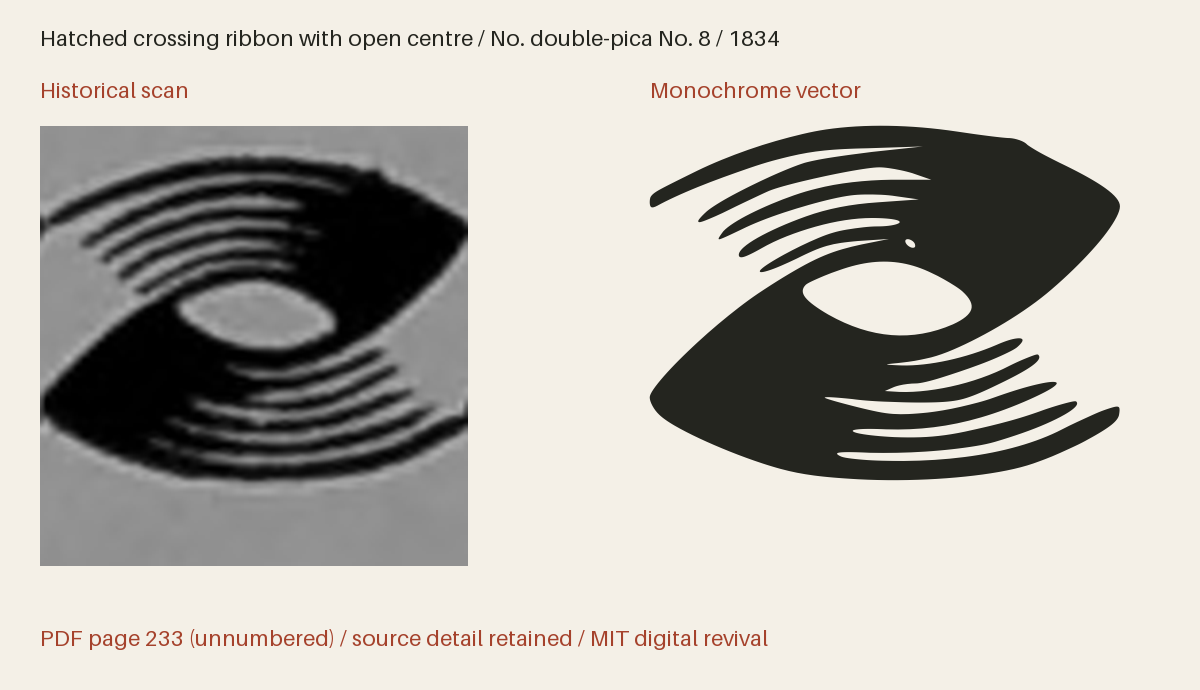 Hatched crossing ribbon with open centre / No. double-pica No. 8 / 1834
Historical scan
Monochrome vector
PDF page 233 (unnumbered) / source detail retained / MIT digital revival